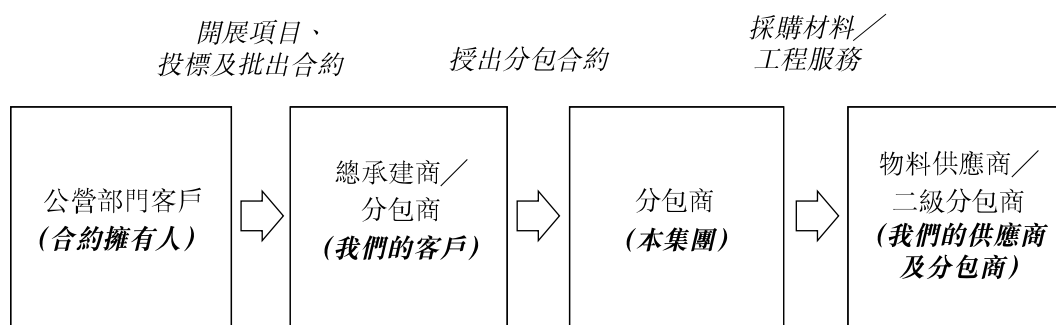 開展項目、
投標及批出合約
授出分包合約
採購材料／
工程服務
公營部門客戶
(合約擁有人)
總承建商／
分包商
(我們的客戶)
分包商
(本集團)
物料供應商／
二級分包商
(我們的供應商
及分包商)